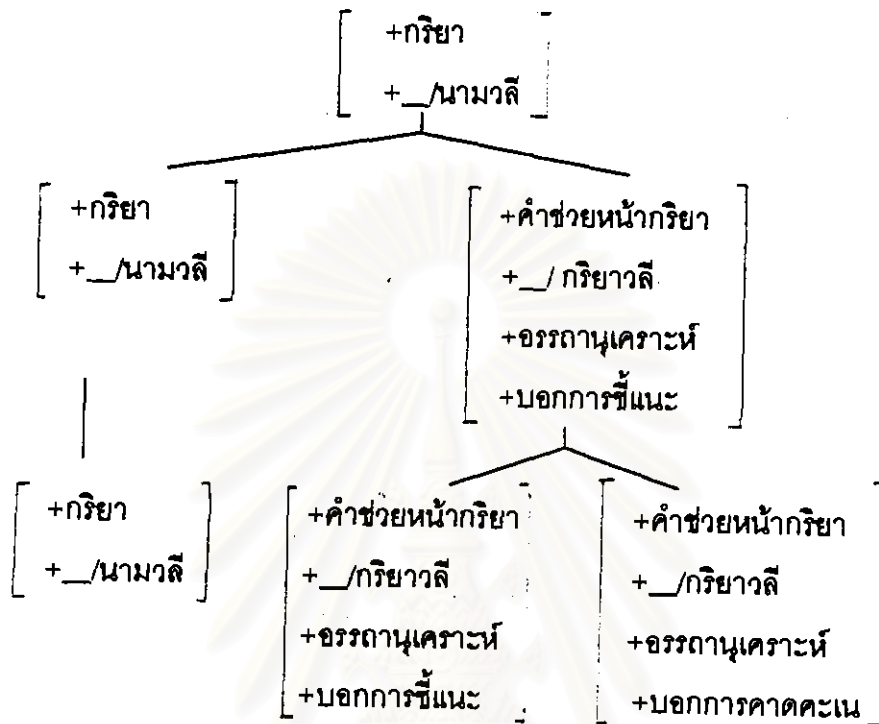 +กริยา
+__/นามวลี
+กริยา
+__/นามวลี
+คำช่วยหน้ากริยา
+__/ กริยาวลี
+อรรถานุเคราะห์
+บอกการชี้แนะ
+กริยา
+__/นามวลี
+คำช่วยหน้ากริยา
+__/กริยาวลี
+อรรถานุเคราะห์
+บอกการชี้แนะ
+คำช่วยหน้ากริยา
+__/กริยาวลี
+อรรถานุเคราะห์
+บอกการคาดคะเน